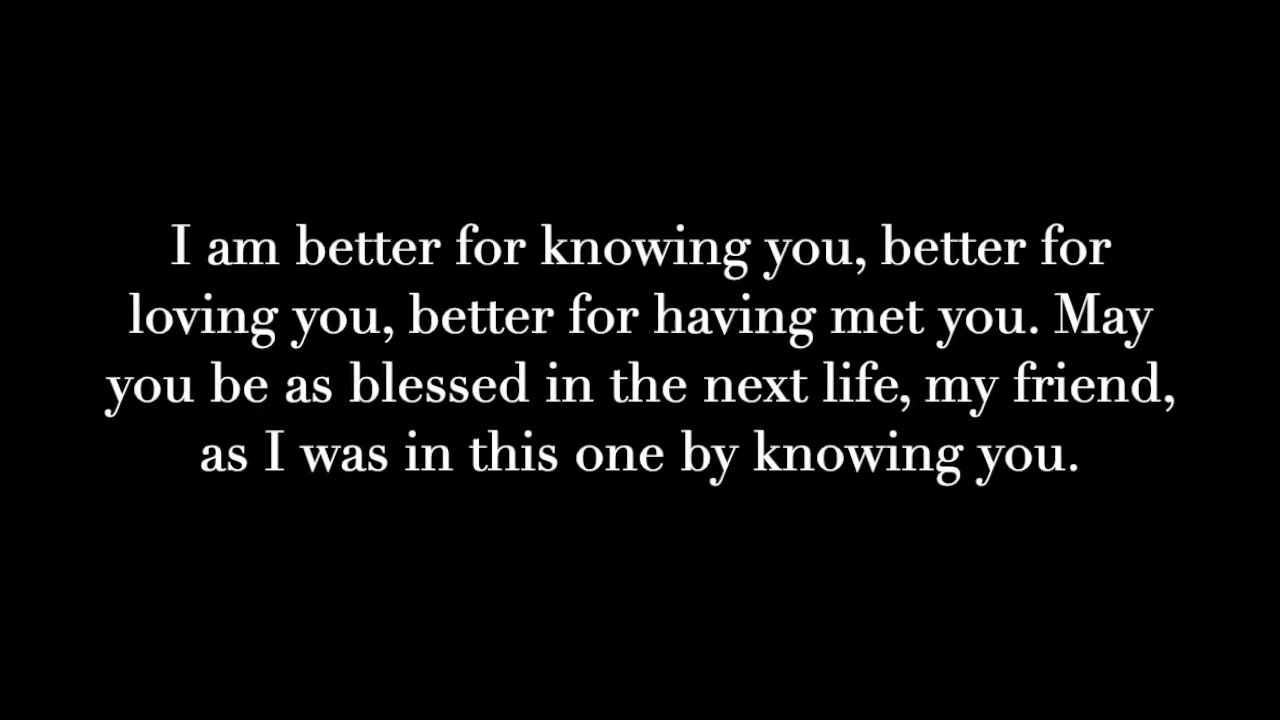 I am better for knowing you, better for
loving you, better for having met you. May
you be as blessed in the next life, my friend,
as I was in this one by knowing you.